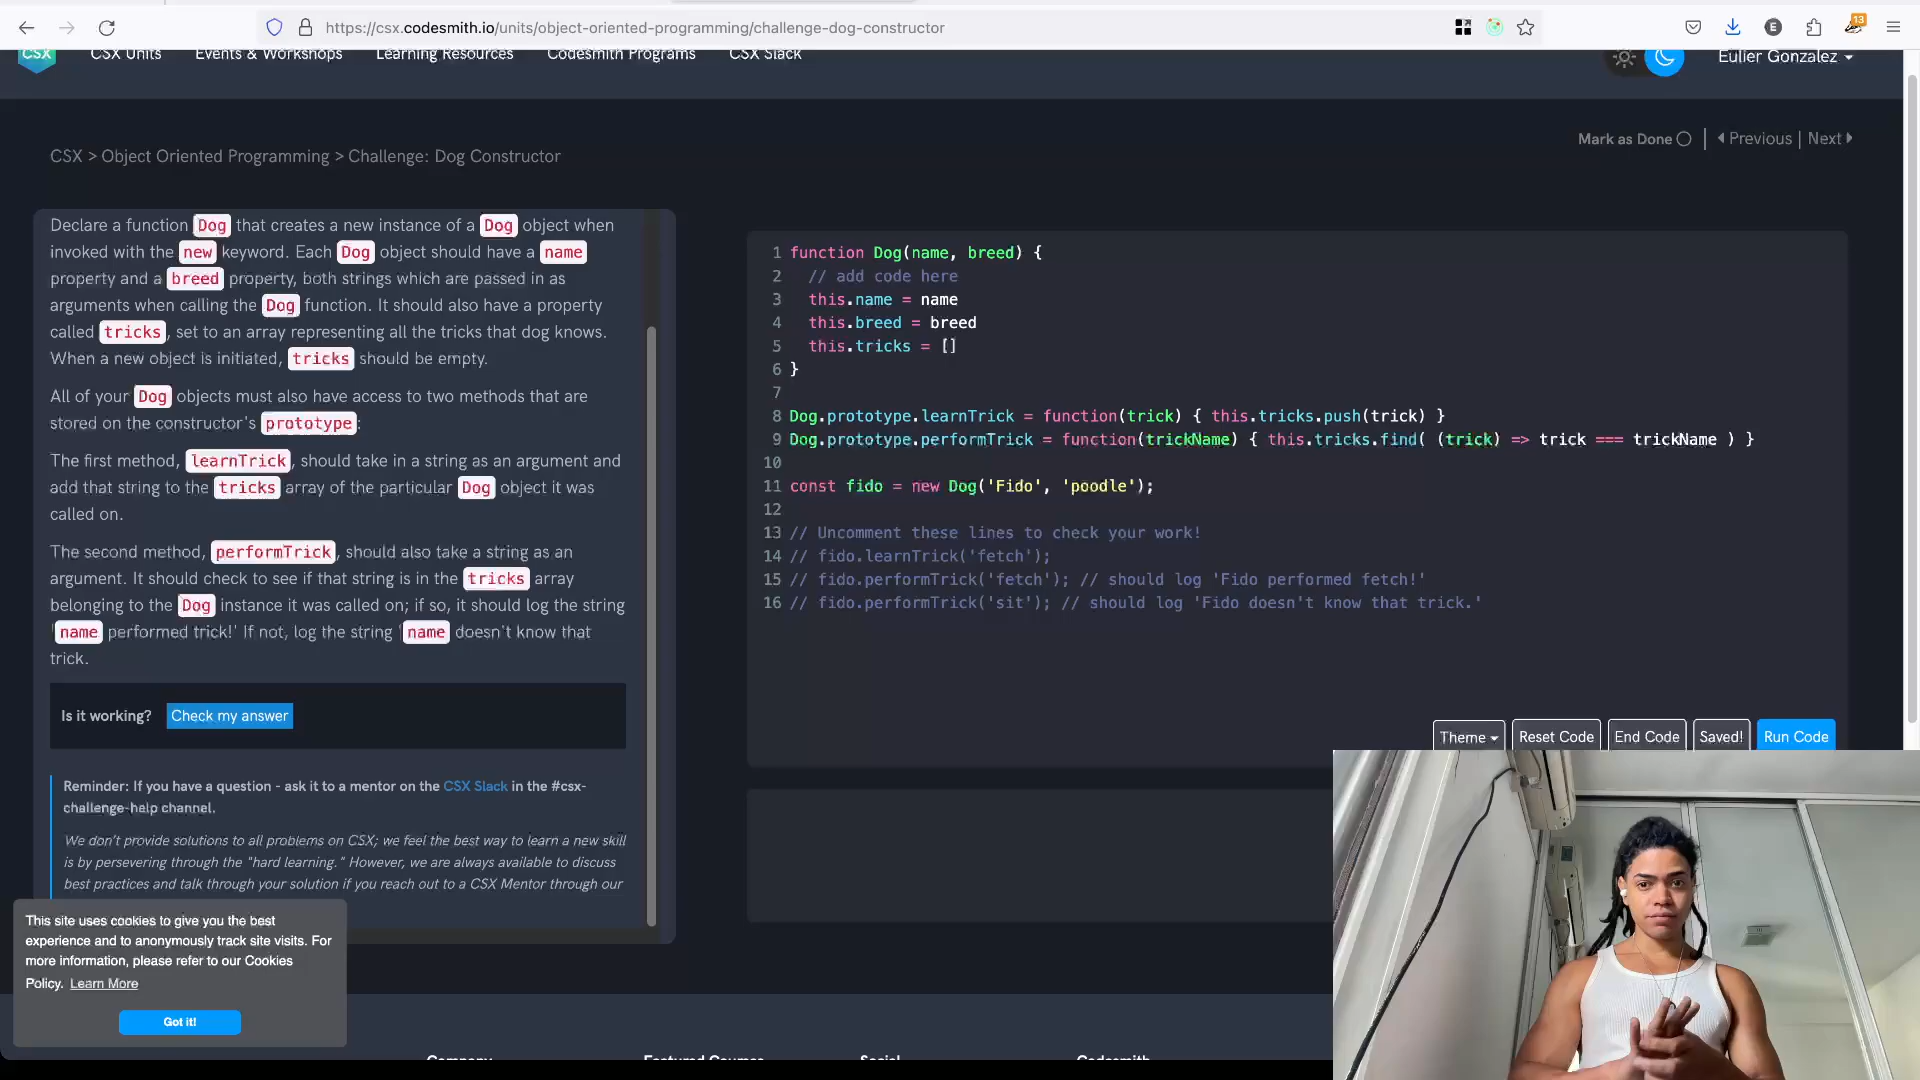 https://csx.codesmith.io/units/object-oriented-programming/challenge-dog-constructor
13
E
CSX
CSX Units
Events & Workshops
Learning Resources
Codesmith Programs
CSX Slack
Eulier Gonzalez
CSX > Object Oriented Programming > Challenge: Dog Constructor
Mark as Done
Previous | Next
Declare a function Dog that creates a new instance of a Dog object when
invoked with the new keyword. Each Dog object should have a name
property and a breed property, both strings which are passed in as
arguments when calling the Dog function. It should also have a property
called tricks, set to an array representing all the tricks that dog knows.
When a new object is initiated, tricks should be empty.
All of your Dog objects must also have access to two methods that are
stored on the constructor's prototype:
The first method, learnTrick, should take in a string as an argument and
add that string to the tricks array of the particular Dog object it was
called on.
The second method, performTrick, should also take a string as an
argument. It should check to see if that string is in the tricks array
belonging to the Dog instance it was called on; if so, it should log the string
'name performed trick!' If not, log the string 'name doesn't know that
trick.
Is it working?
Check my answer
Reminder: If you have a question - ask it to a mentor on the CSX Slack in the #csx-
challenge-help channel.
We don't provide solutions to all problems on CSX; we feel the best way to learn a new skill
is by persevering through the "hard learning." However, we are always available to discuss
best practices and talk through your solution if you reach out to a CSX Mentor through our
This site uses cookies to give you the best
experience and to anonymously track site visits. For
more information, please refer to our Cookies
Policy. Learn More
Got it!
1 function Dog(name, breed) {
2 // add code here
3 this.name = name
4 this.breed = breed
5 this.tricks = []
6 }
7
8 Dog.prototype.learnTrick = function(trick) { this.tricks.push(trick) }
9 Dog.prototype.performTrick = function(trickName) { this.tricks.find( (trick) => trick === trickName ) }
10
11 const fido = new Dog('Fido', 'poodle');
12
13 // Uncomment these lines to check your work!
14 // fido.learnTrick('fetch');
15 // fido.performTrick('fetch'); // should log 'Fido performed fetch!'
16 // fido.performTrick('sit'); // should log 'Fido doesn't know that trick.'
Theme
Reset Code
End Code
Saved!
Run Code
Company
Featured Courses
Social
Codesmith